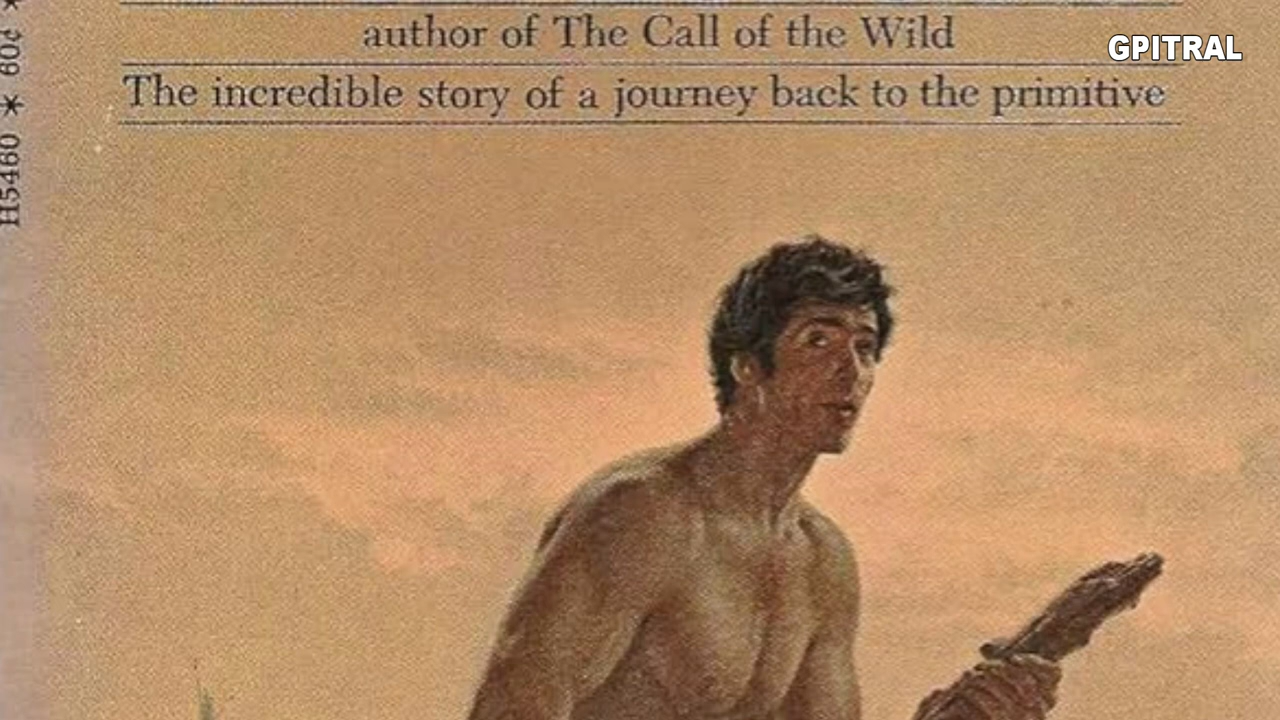 author of The Call of the Wild
The incredible story of a journey back to the primitive
GPITRAL
H5460 * 60¢ *